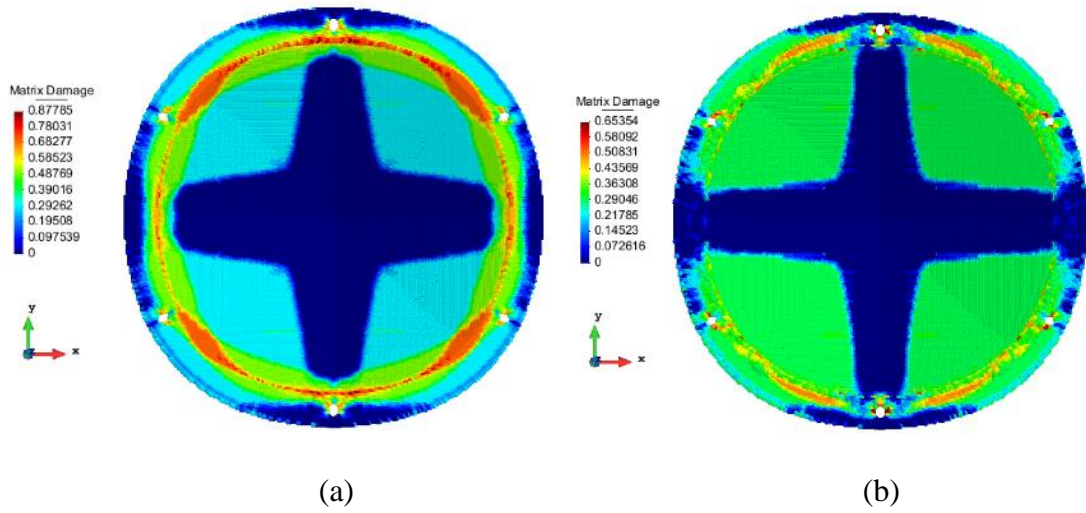 Matrix Damage
0.87785
0.78031
0.68277
0.58523
0.48769
0.39016
0.29262
0.19508
0.097539
0
y
x
(a)
Matrix Damage
0.65354
0.58092
0.50831
0.43569
0.36308
0.29046
0.21785
0.14523
0.072616
0
y
x
(b)